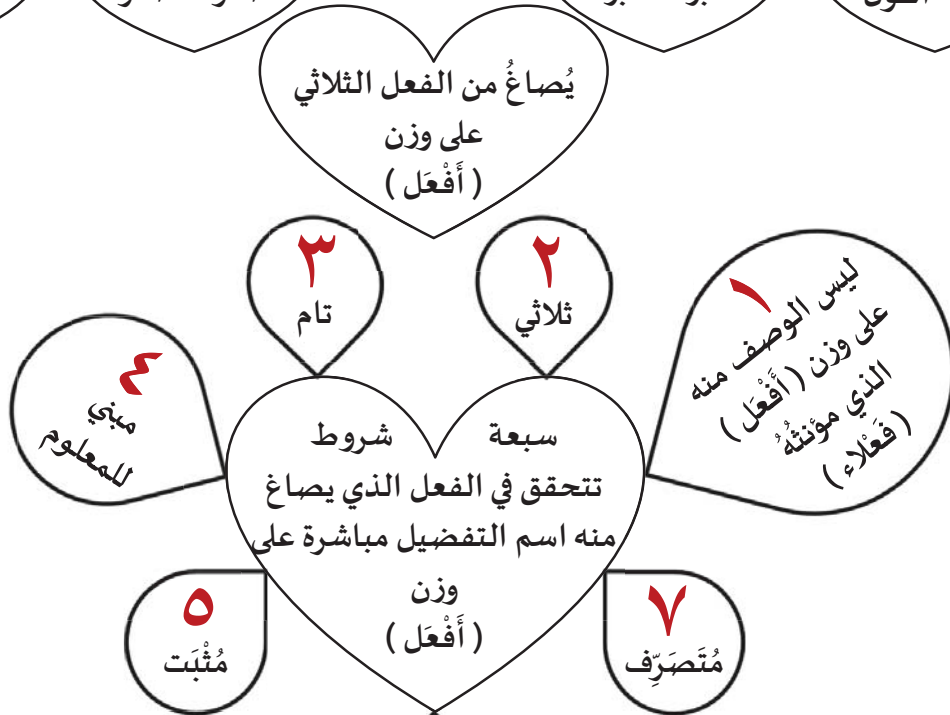 يُصاغُ من الفعل الثلاثي
على وزن
( أَفْعَل )
١
ليس الوصف منه
على وزن ( أَفْعَل )
الذي مؤنثهُ
( فَعْلاء )
٢
ثلاثي
٣
تام
٤
مبني
للمعلوم
سبعة شروط
تتحقق في الفعل الذي يصاغ
منه اسم التفضيل مباشرة على
وزن
( أَفْعَل )
٥
مُثْبَت
٧
مُتَصَرِّف